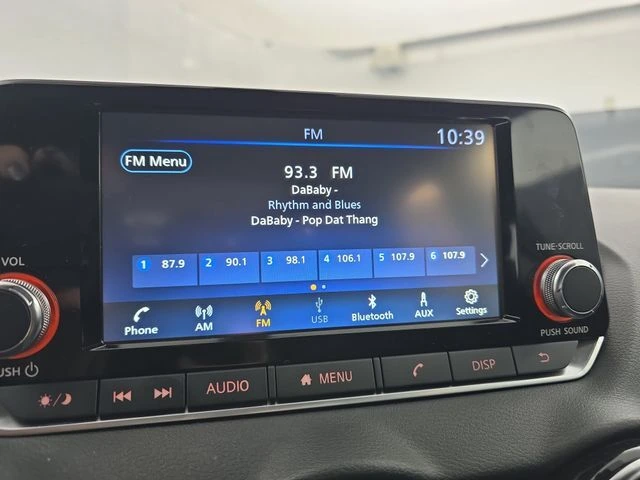 FM
10:39
FM Menu
93.3 FM
DaBaby -
Rhythm and Blues
DaBaby - Pop Dat Thang
1 87.9 2 90.1 3 98.1 4 106.1 5 107.9 6 107.9
Phone AM FM USB Bluetooth AUX Settings
VOL
PUSH
TUNE·SCROLL
PUSH SOUND
AUDIO MENU DISP